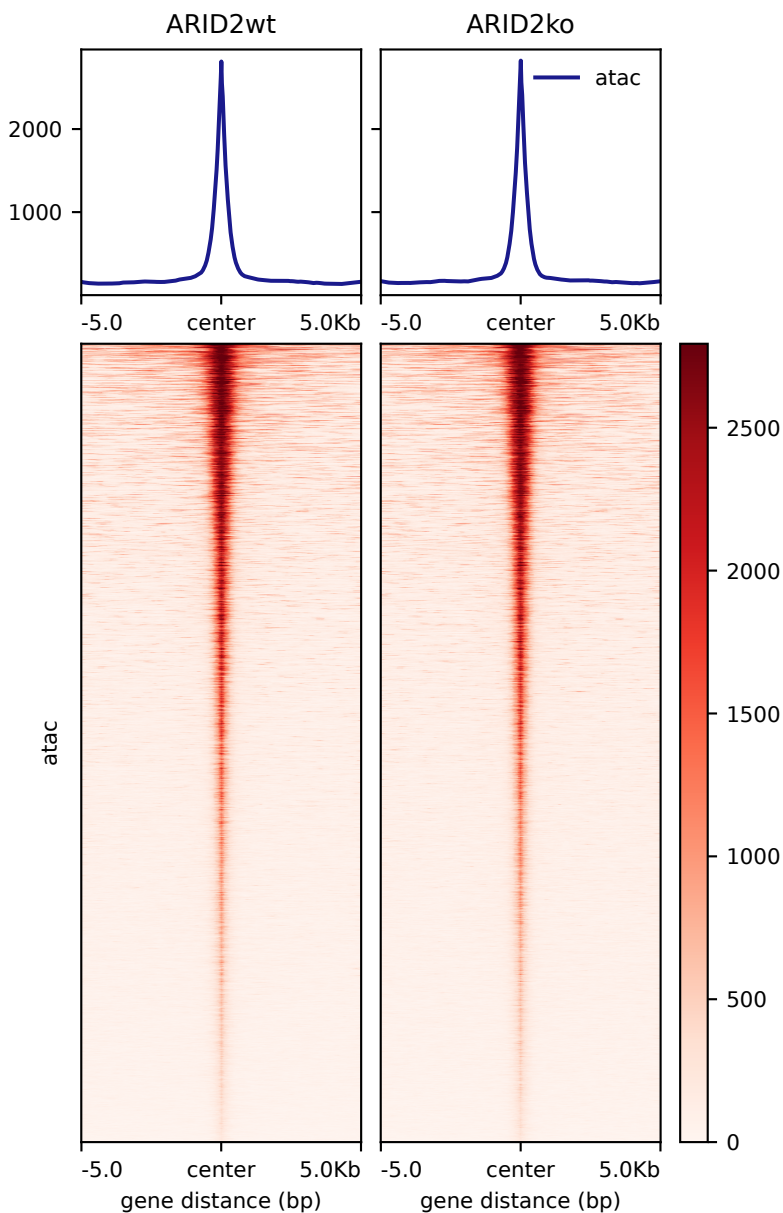 ARID2wt ARID2ko
atac
2000
1000
-5.0 center 5.0Kb -5.0 center 5.0Kb
2500
2000
1500
atac
1000
500
0
-5.0 center 5.0Kb -5.0 center 5.0Kb
gene distance (bp) gene distance (bp)